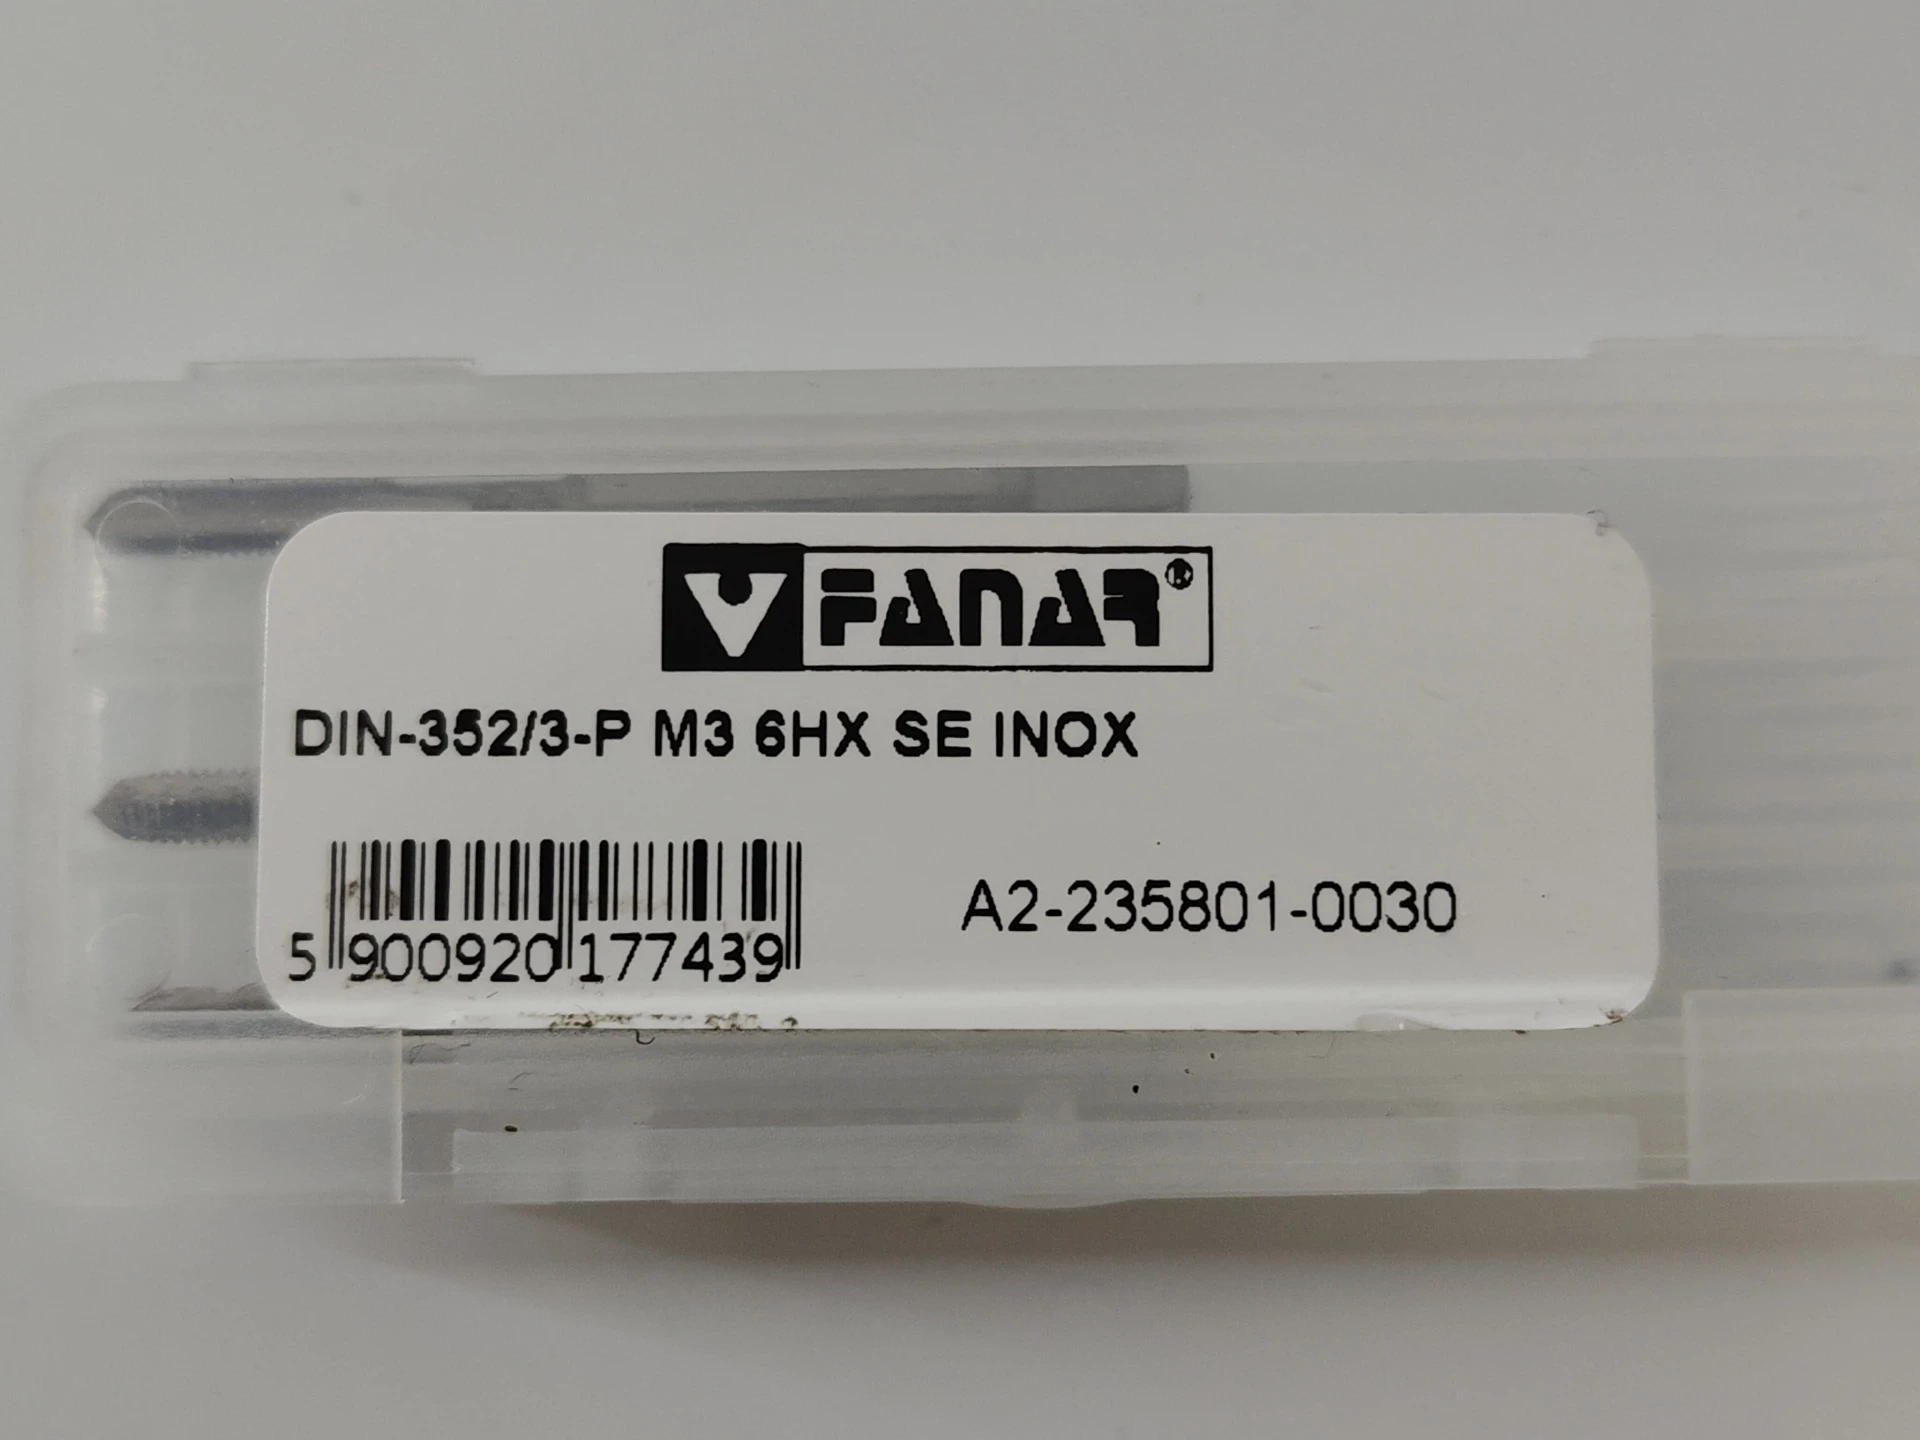 FANAR®
DIN-352/3-P M3 6HX SE INOX
A2-235801-0030
5 900920 177439